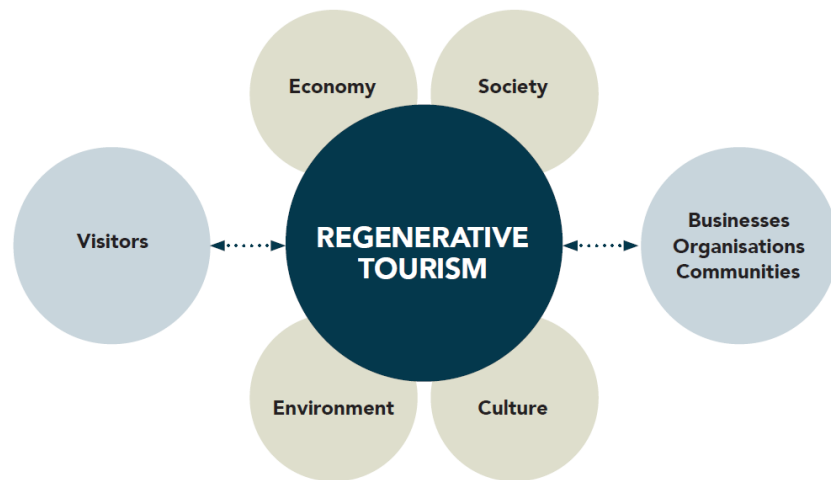 Economy
Society
Visitors
REGENERATIVE
TOURISM
Businesses
Organisations
Communities
Environment
Culture